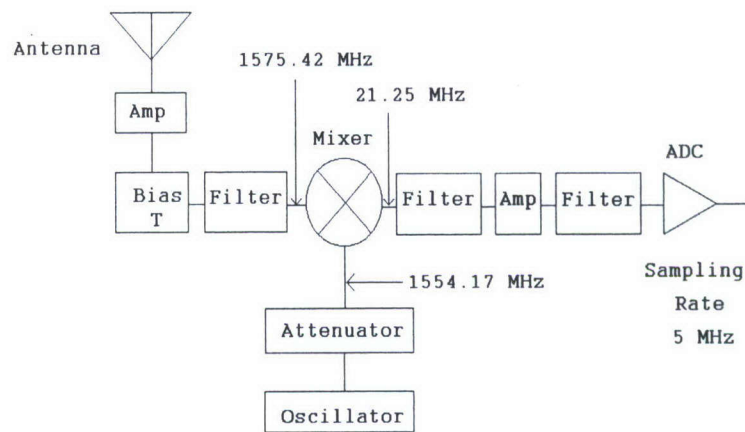 Antenna
Amp
Bias
T
Filter
1575.42 MHz
Mixer
21.25 MHz
Filter
Amp
Filter
ADC
Sampling
Rate
5 MHz
1554.17 MHz
Attenuator
Oscillator